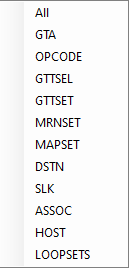 All
GTA
OPCODE
GTTSEL
GTTSET
MRNSET
MAPSET
DSTN
SLK
ASSOC
HOST
LOOPSETS